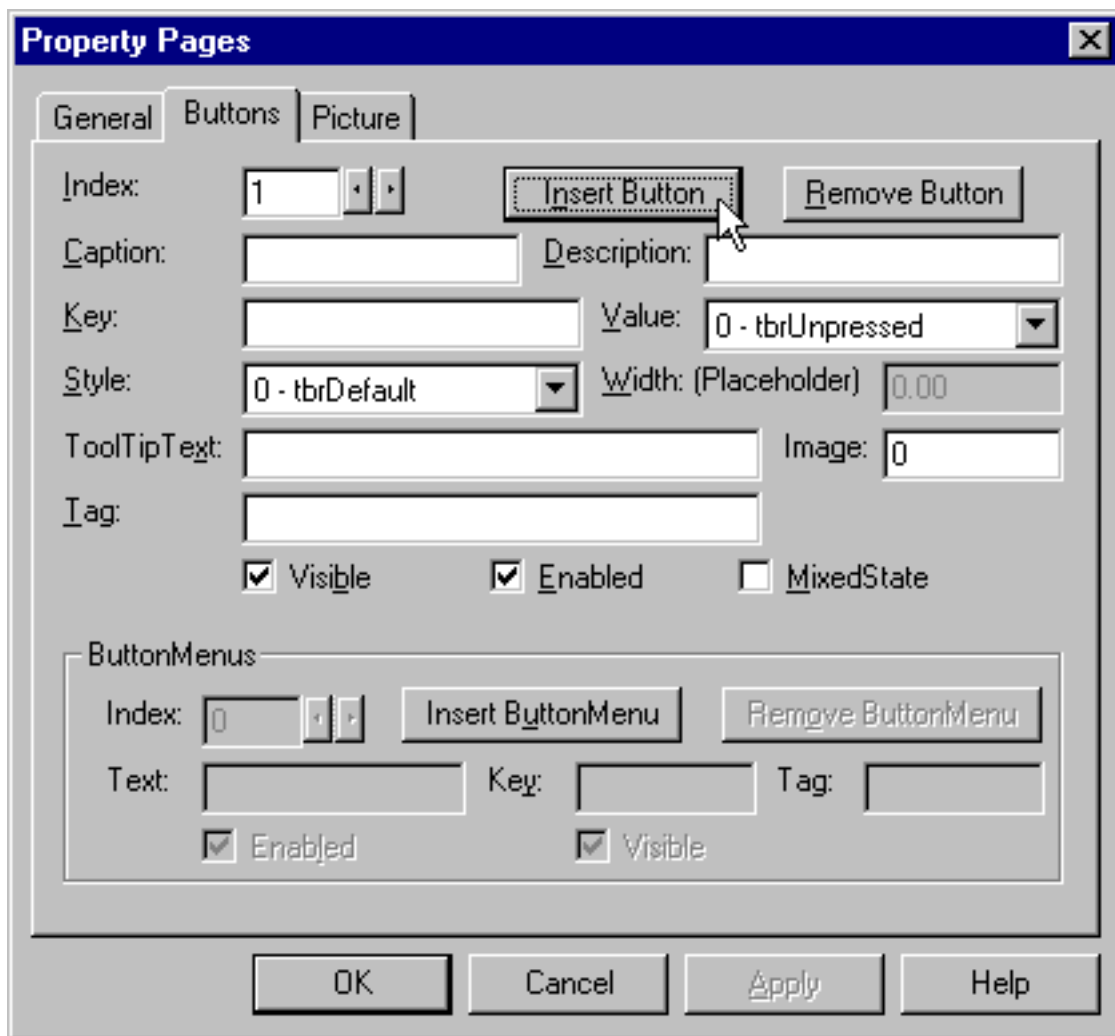 Property Pages
General Buttons Picture
Index: 1 Insert Button Remove Button
Caption: Description:
Key: Value: 0 - tbrUnpressed
Style: 0 - tbrDefault Width: (Placeholder) 0.00
ToolTipText: Image: 0
Tag:
Visible Enabled MixedState
ButtonMenus
Index: 0 Insert ButtonMenu Remove ButtonMenu
Text: Key: Tag:
Enabled Visible
OK Cancel Apply Help